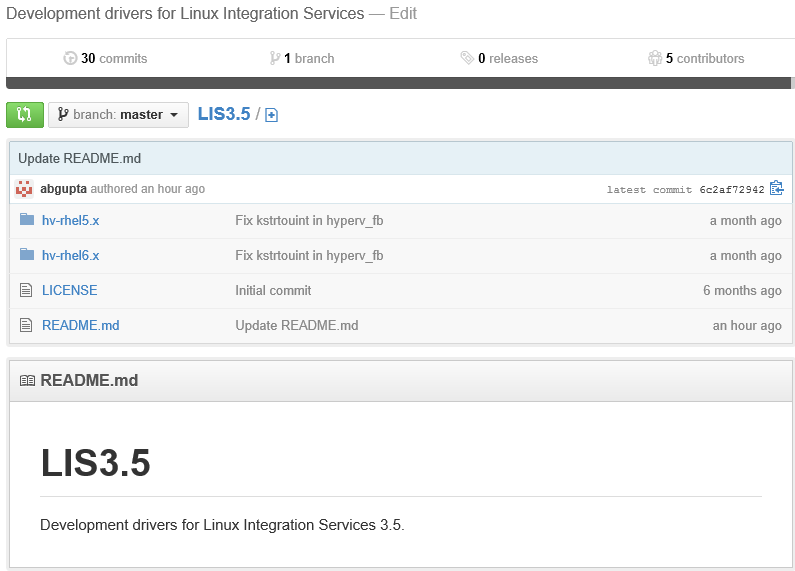 Development drivers for Linux Integration Services — Edit
30 commits 1 branch 0 releases 5 contributors
branch: master LIS3.5 /
Update README.md
abgupta authored an hour ago latest commit 6c2af72942
hv-rhel5.x Fix kstrtouint in hyperv_fb a month ago
hv-rhel6.x Fix kstrtouint in hyperv_fb a month ago
LICENSE Initial commit 6 months ago
README.md Update README.md an hour ago
README.md
LIS3.5
Development drivers for Linux Integration Services 3.5.